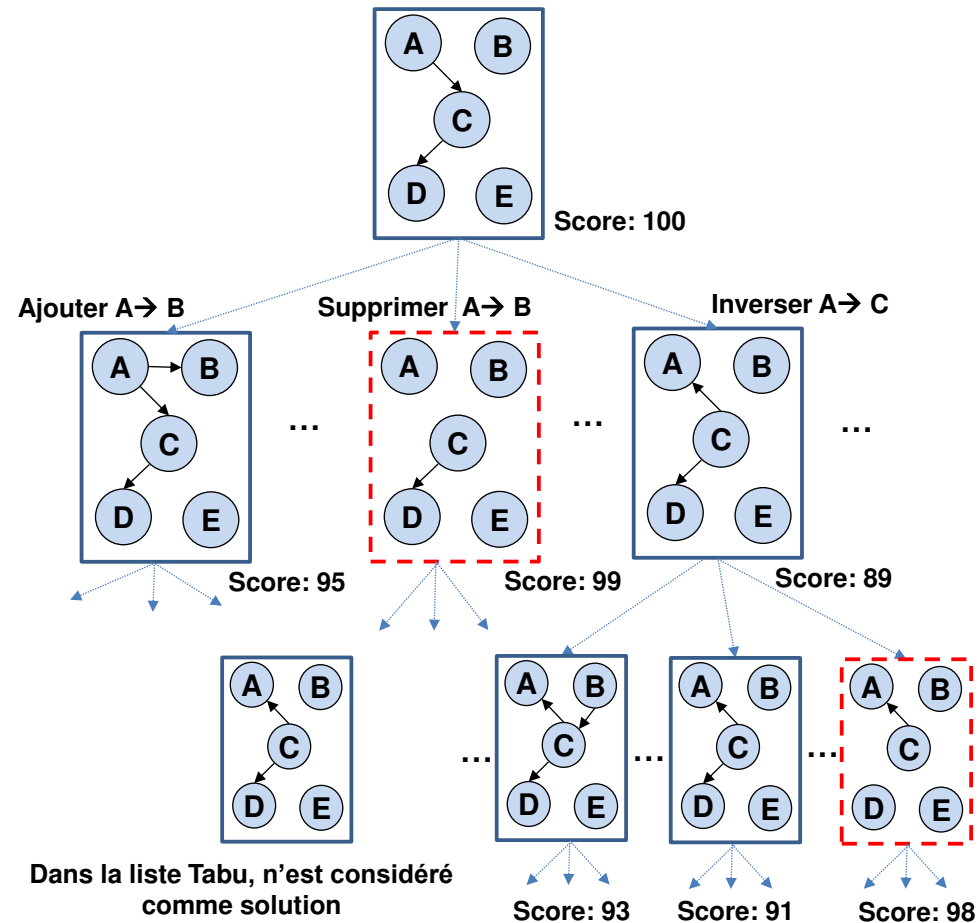 A B
C
D E
Score: 100
Ajouter A→ B
Supprimer A→ B
Inverser A→ C
A B
C
D E
Score: 95
...
A B
C
D E
Score: 99
...
A B
C
D E
Score: 89
...
A B
C
D E
Dans la liste Tabu, n'est considéré
comme solution
...
A B
C
D E
Score: 93
...
A B
C
D E
Score: 91
...
A B
C
D E
Score: 98